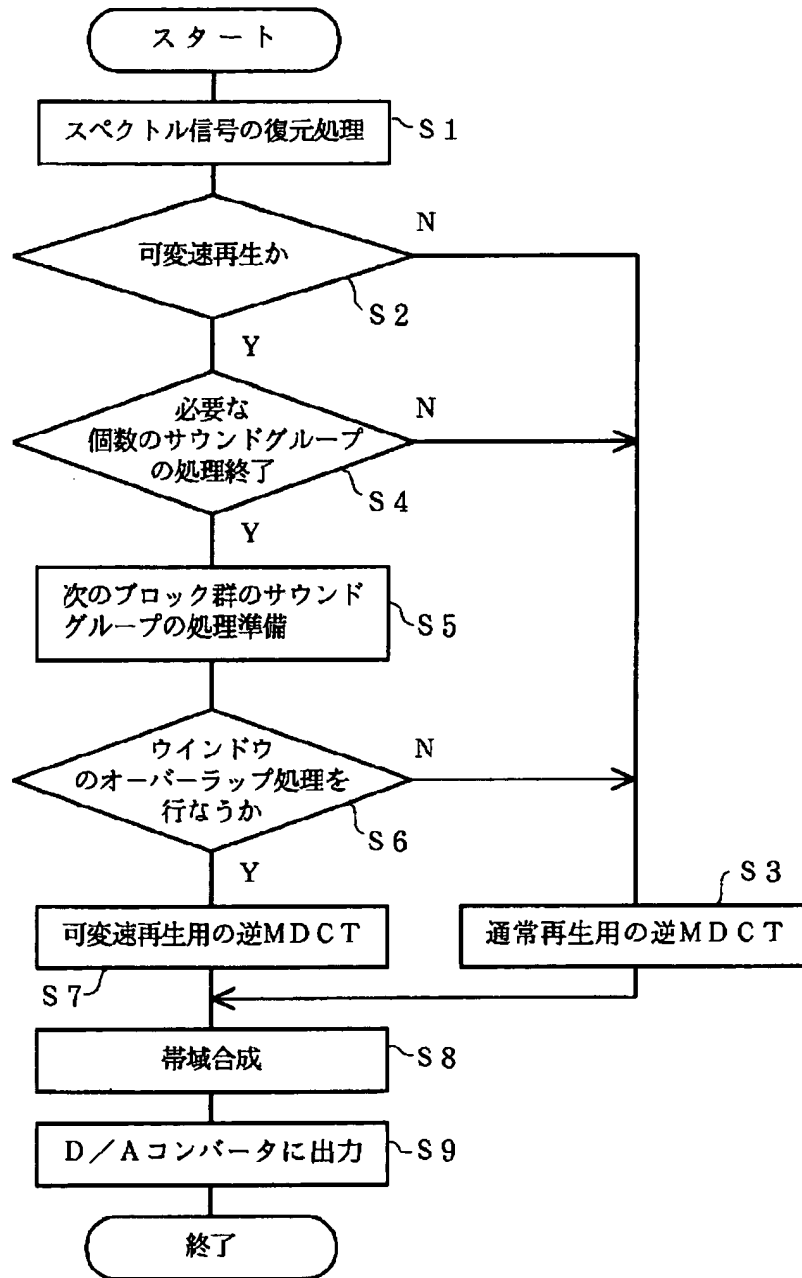 スタート
スペクトル信号の復元処理
S1
可変速再生か
N
S2
Y
必要な
個数のサウンドグループ
の処理終了
N
S4
Y
次のブロック群のサウンド
グループの処理準備
S5
ウインドウ
のオーバーラップ処理を
行なうか
N
S6
Y
S3
可変速再生用の逆MDCT
通常再生用の逆MDCT
S7
帯域合成
S8
D/Aコンバータに出力
S9
終了